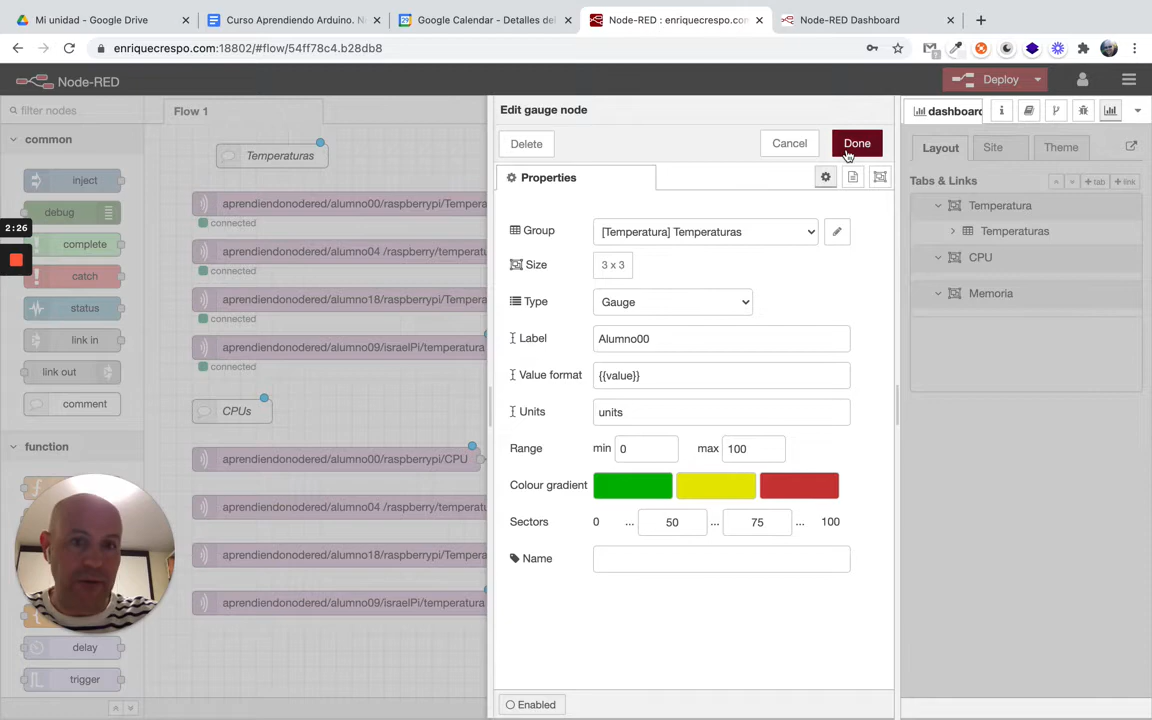 Mi unidad - Google Drive
Curso Aprendiendo Arduino. N
Google Calendar - Detalles de
Node-RED : enriquecrespo.com
Node-RED Dashboard
enriquecrespo.com:18802/#flow/54ff78c4.b28db8
Node-RED
Deploy
filter nodes
Flow 1
common
inject
debug
complete
catch
status
link in
link out
comment
function
delay
trigger
2:26
Temperaturas
aprendiendonodered/alumno00/raspberrypi/Tempera
connected
aprendiendonodered/alumno04 /raspberry/temperatu
connected
aprendiendonodered/alumno18/raspberrypi/Tempera
connected
aprendiendonodered/alumno09/israelPi/temperatura
connected
CPUs
aprendiendonodered/alumno00/raspberrypi/CPU
aprendiendonodered/alumno04 /raspberry/temperatu
aprendiendonodered/alumno18/raspberrypi/Tempera
aprendiendonodered/alumno09/israelPi/temperatura
Edit gauge node
Delete
Cancel
Done
Properties
Group
[Temperatura] Temperaturas
Size
3 x 3
Type
Gauge
Label
Alumno00
Value format
{{value}}
Units
units
Range
min
0
max
100
Colour gradient
Sectors
0
...
50
...
75
...
100
Name
Enabled
dashboard
Layout
Site
Theme
Tabs & Links
+tab
+link
Temperatura
Temperaturas
CPU
Memoria